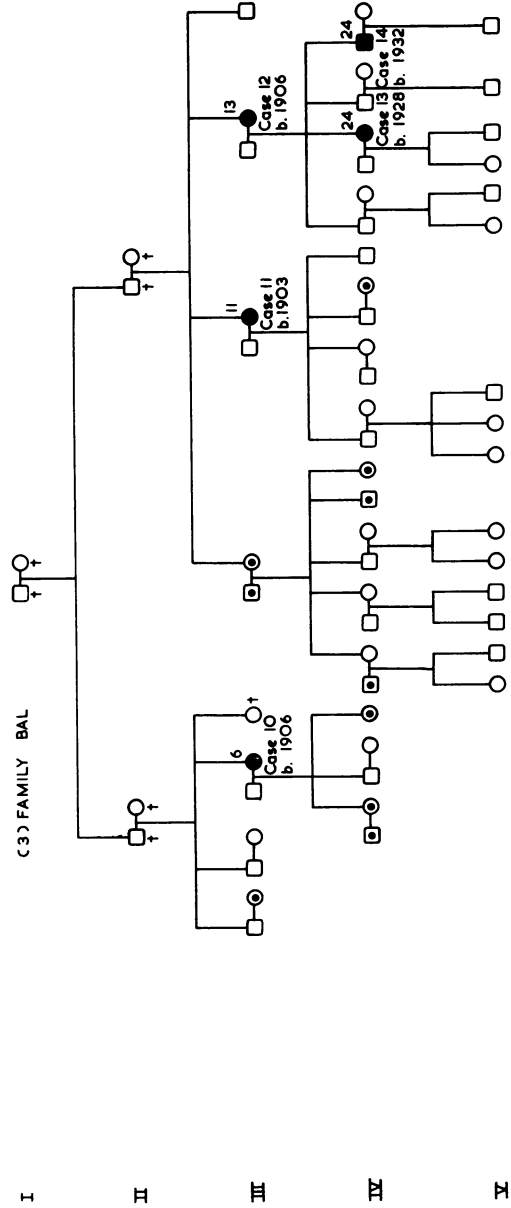 (3) FAMILY BAL
I
II
III
IV
V
† †
† †
† †
†
6
Case 10
b. 1906
11
Case 11
b. 1903
13
Case 12
b. 1906
24
Case 13
b. 1928
24
Case 14
b. 1932